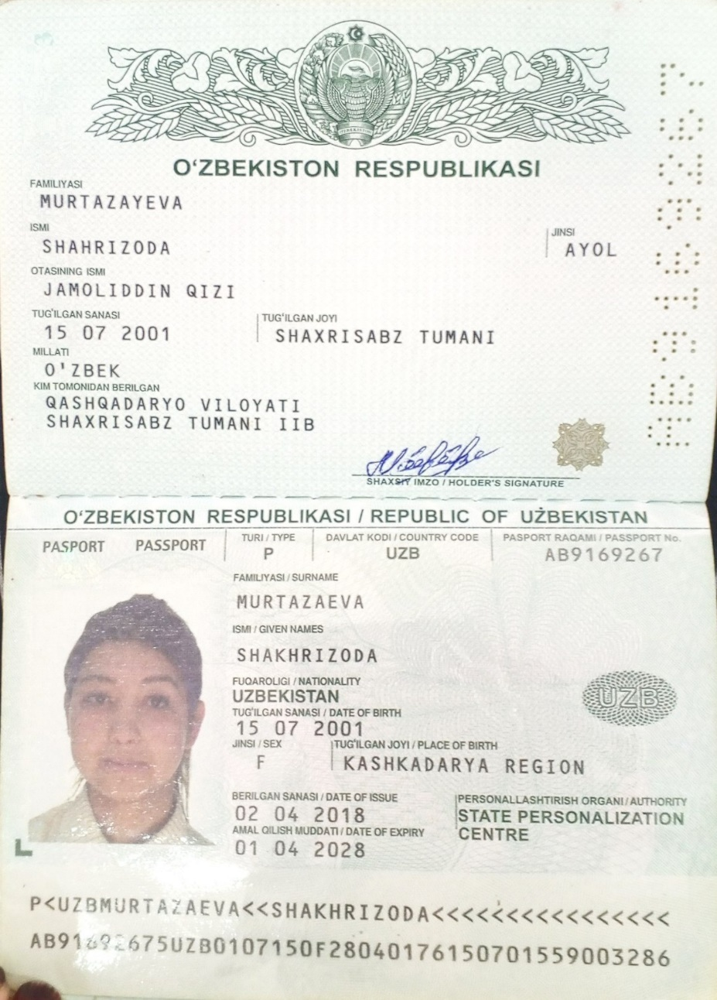 O‘ZBEKISTON RESPUBLIKASI
FAMILIYASI
MURTAZAYEVA
ISMI
SHAHRIZODA
JINSI
AYOL
OTASINING ISMI
JAMOLIDDIN QIZI
TUG‘ILGAN SANASI
15 07 2001
TUG‘ILGAN JOYI
SHAXRISABZ TUMANI
MILLATI
O'ZBEK
KIM TOMONIDAN BERILGAN
QASHQADARYO VILOYATI
SHAXRISABZ TUMANI IIB
SHAXSIY IMZO / HOLDER'S SIGNATURE
AB9169267
O‘ZBEKISTON RESPUBLIKASI / REPUBLIC OF UZBEKISTAN
PASPORT PASSPORT
TURI / TYPE
P
DAVLAT KODI / COUNTRY CODE
UZB
PASPORT RAQAMI / PASSPORT No.
AB9169267
FAMILIYASI / SURNAME
MURTAZAEVA
ISMI / GIVEN NAMES
SHAKHRIZODA
FUQAROLIGI / NATIONALITY
UZBEKISTAN
UZB
TUG‘ILGAN SANASI / DATE OF BIRTH
15 07 2001
JINSI / SEX
F
TUG‘ILGAN JOYI / PLACE OF BIRTH
KASHKADARYA REGION
BERILGAN SANASI / DATE OF ISSUE
02 04 2018
PERSONALLASHTIRISH ORGANI / AUTHORITY
STATE PERSONALIZATION
CENTRE
AMAL QILISH MUDDATI / DATE OF EXPIRY
01 04 2028
P<UZBMURTAZAEVA<<SHAKHRIZODA<<<<<<<<<<<<<<<<
AB91692675UZB0107150F28040176150701559003286